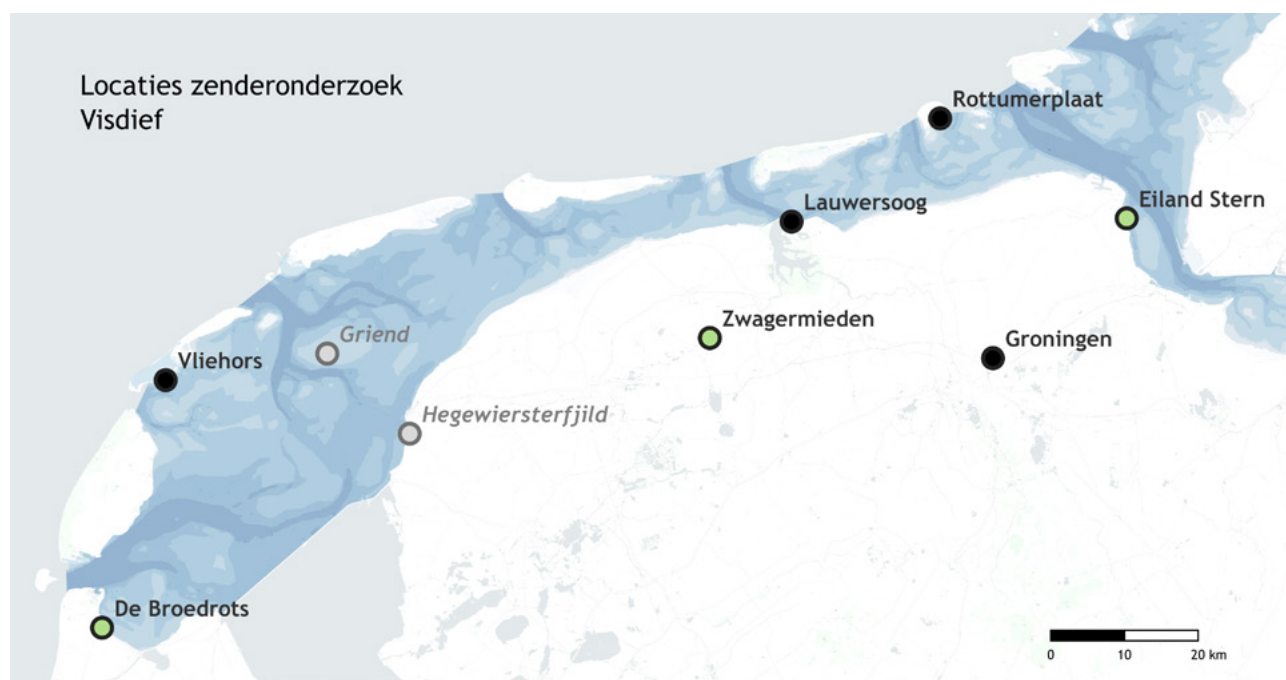 Locaties zenderonderzoek
Visdief
Rottumerplaat
Eiland Stern
Lauwersoog
Zwagermieden
Griend
Groningen
Vliehors
Hegewiersterfjild
De Broedrots
0 10 20 km